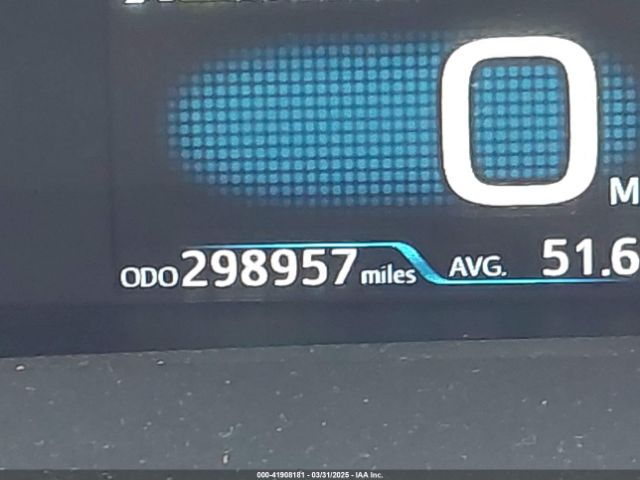 0
M
ODO 298957 miles AVG. 51.6
000-41908181 - 03/31/2025 - IAA Inc.